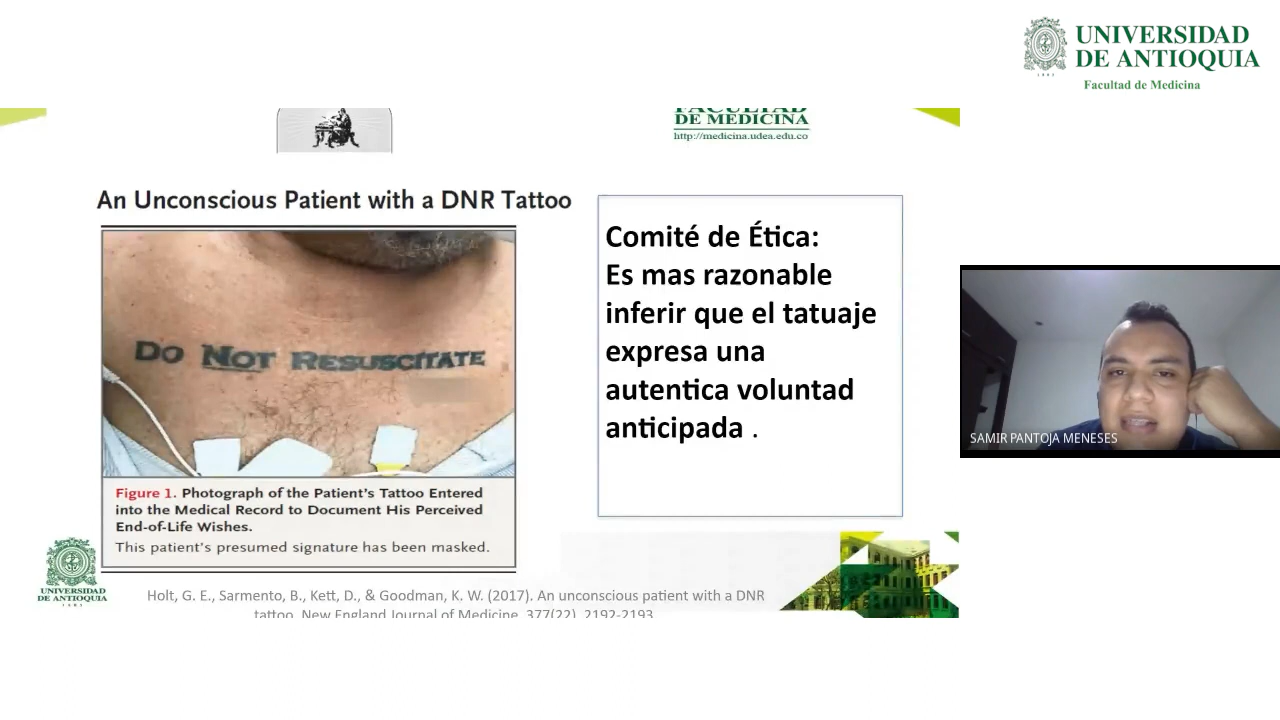 UNIVERSIDAD
DE ANTIOQUIA
1803
Facultad de Medicina
FACULTAD
DE MEDICINA
http://medicina.udea.edu.co
An Unconscious Patient with a DNR Tattoo
DO NOT RESUSCITATE
Figure 1. Photograph of the Patient's Tattoo Entered
into the Medical Record to Document His Perceived
End-of-Life Wishes.
This patient's presumed signature has been masked.
Comité de Ética:
Es mas razonable
inferir que el tatuaje
expresa una
autentica voluntad
anticipada .
SAMIR PANTOJA MENESES
UNIVERSIDAD
DE ANTIOQUIA
1803
Holt, G. E., Sarmento, B., Kett, D., & Goodman, K. W. (2017). An unconscious patient with a DNR
tattoo. New England Journal of Medicine, 377(22), 2192-2193.